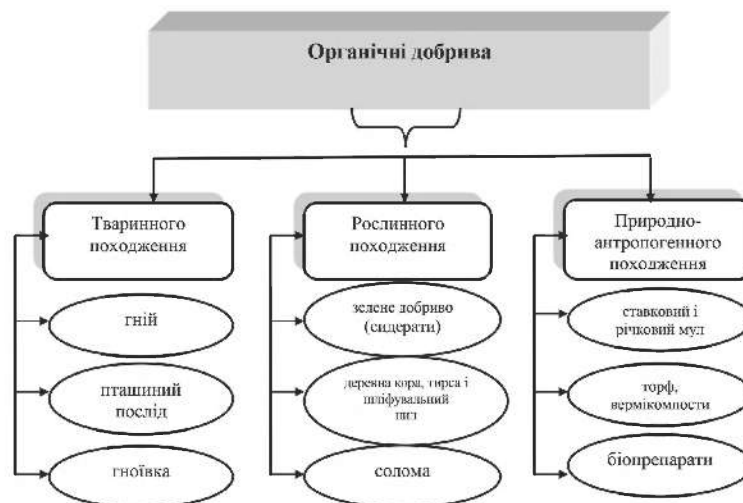 Органічні добрива
Тваринного
походження
Рослинного
походження
Природно-
антропогенного
походження
гній
пташиний
послід
гноївка
зелене добриво
(сидерати)
деревна кора, тирса і
шліфувальний
пил
солома
ставковий і
річковий мул
торф,
вермікомпости
біопрепарати